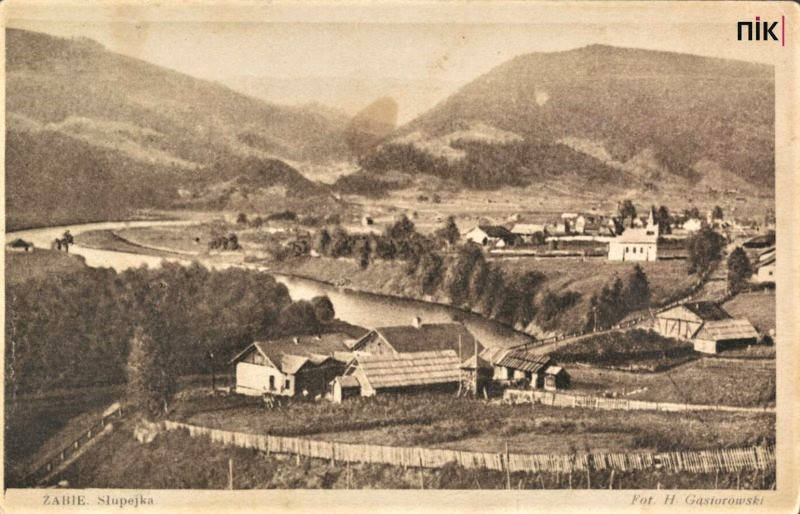 пік
ŻABIE. Słupejka
Fot. H. Gąsiorowski